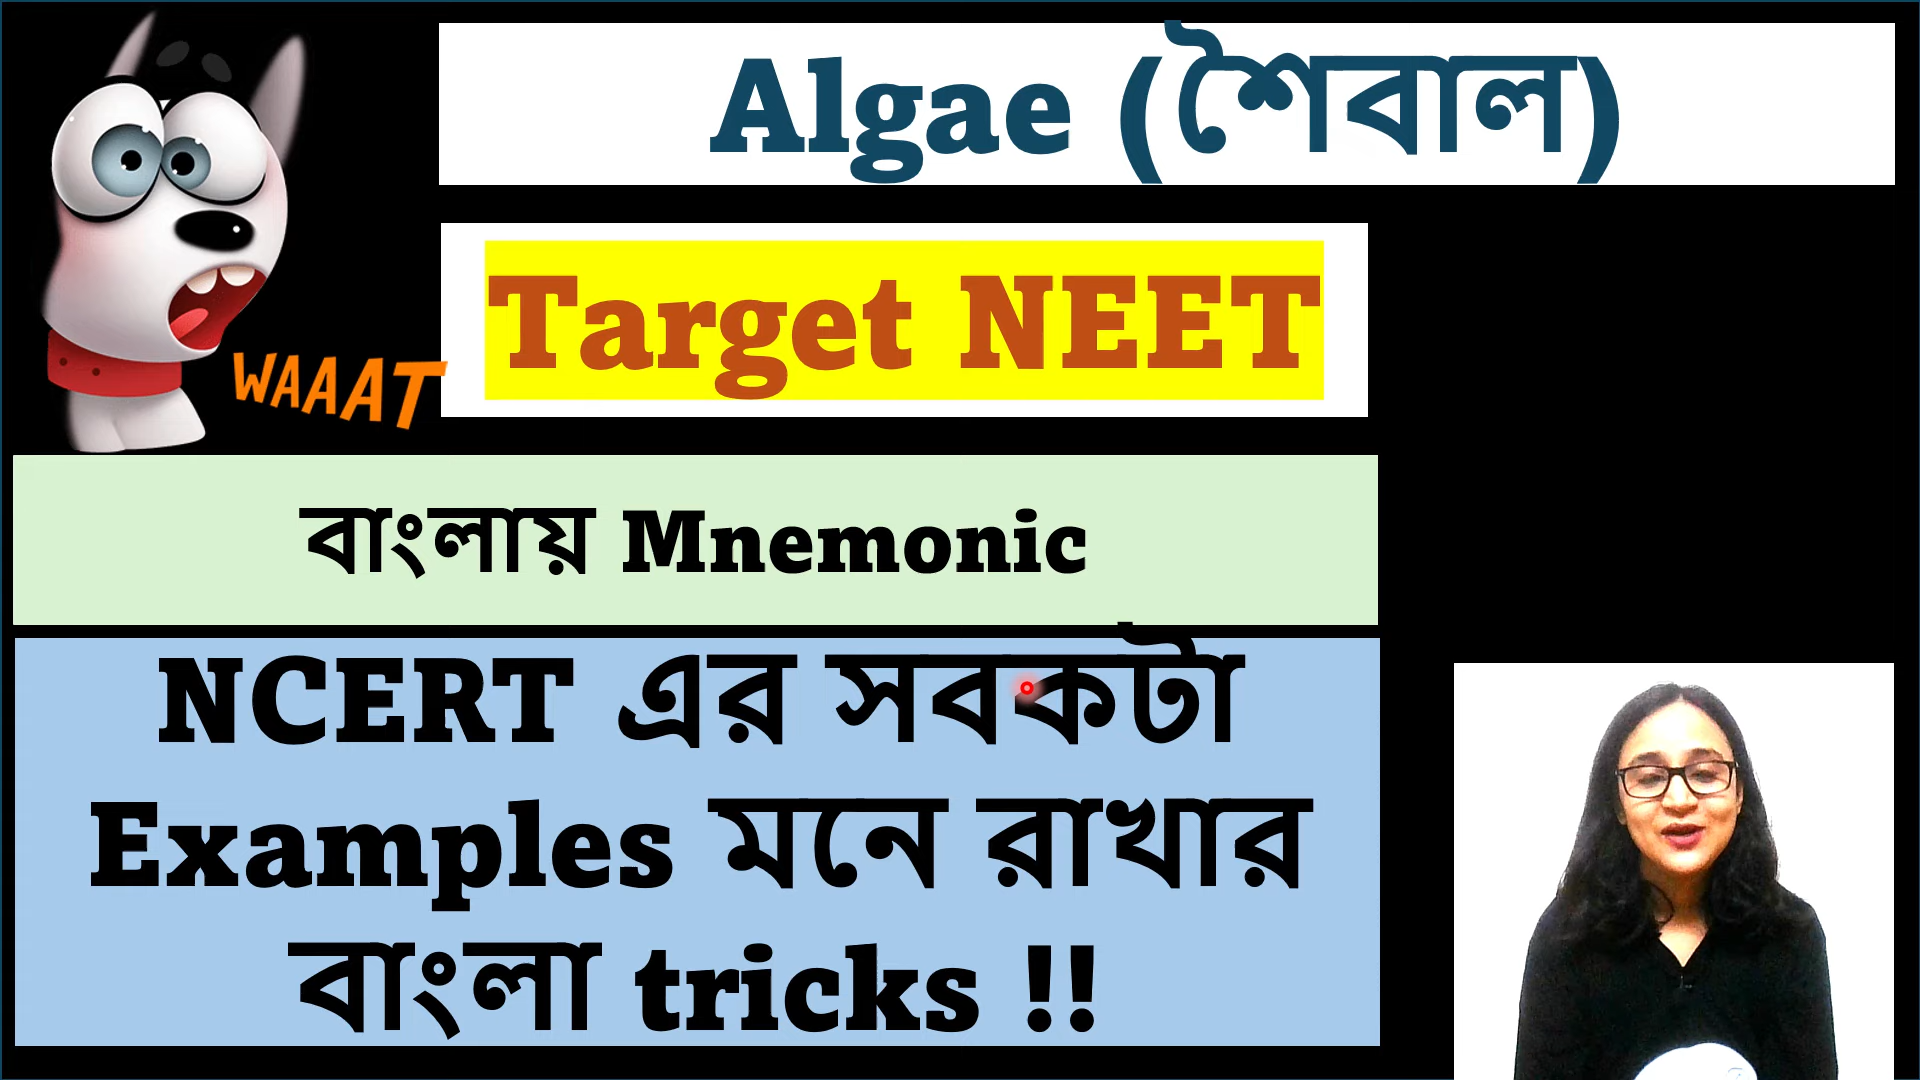 Algae (শৈবাল)
Target NEET
WAAAT
বাংলায় Mnemonic
NCERT এর সবকটা
Examples মনে রাখার
বাংলা tricks !!